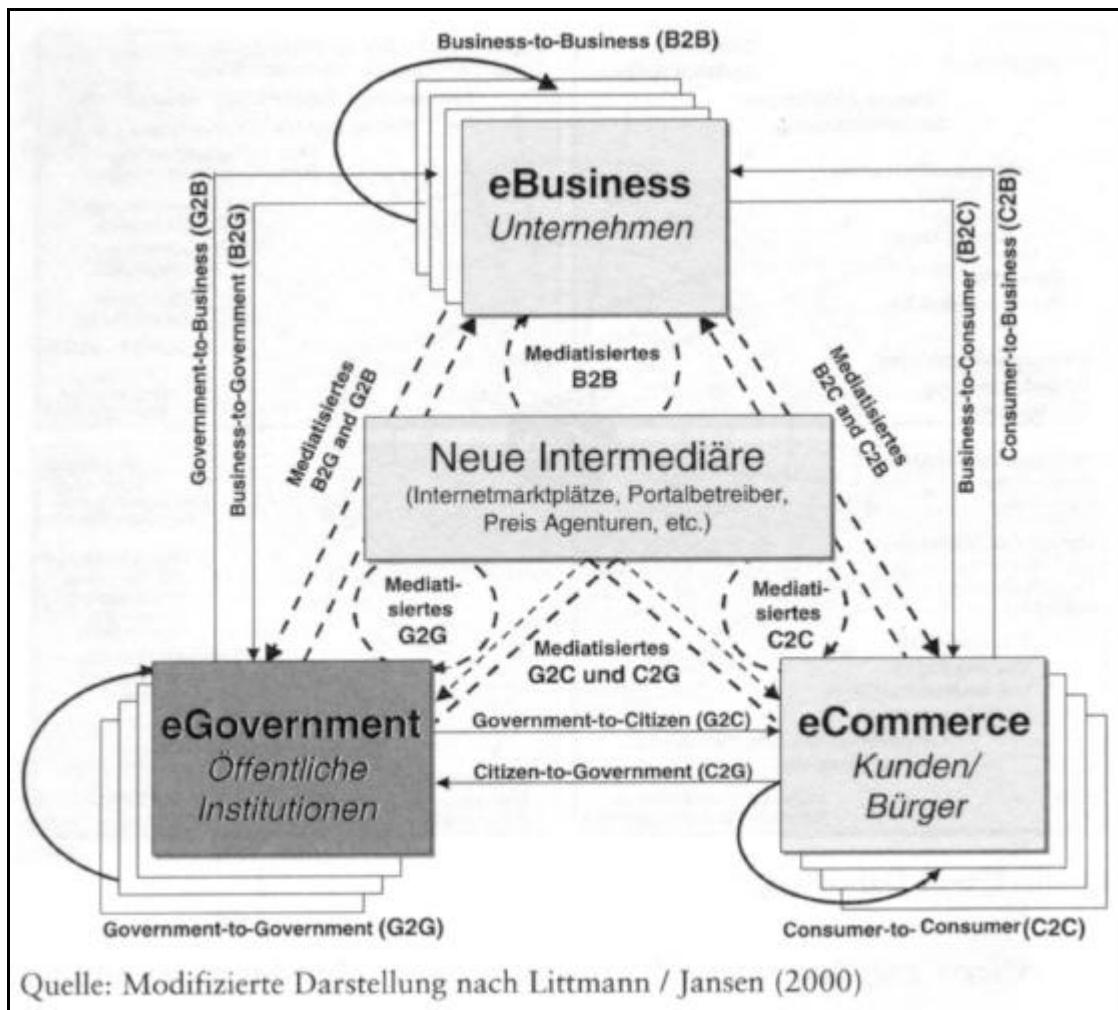 Business-to-Business (B2B)
eBusiness
Unternehmen
Government-to-Business (G2B)
Business-to-Government (B2G)
Business-to-Consumer (B2C)
Consumer-to-Business (C2B)
Mediatisiertes
B2G and G2B
Mediatisiertes
B2B
Mediatisiertes
B2C and C2B
Neue Intermediäre
(Internetmarktplätze, Portalbetreiber,
Preis Agenturen, etc.)
Mediati-
siertes
G2G
Mediatisiertes
G2C und C2G
Mediati-
siertes
C2C
eGovernment
Öffentliche
Institutionen
Government-to-Citizen (G2C)
Citizen-to-Government (C2G)
eCommerce
Kunden/
Bürger
Government-to-Government (G2G)
Consumer-to- Consumer (C2C)
Quelle: Modifizierte Darstellung nach Littmann / Jansen (2000)